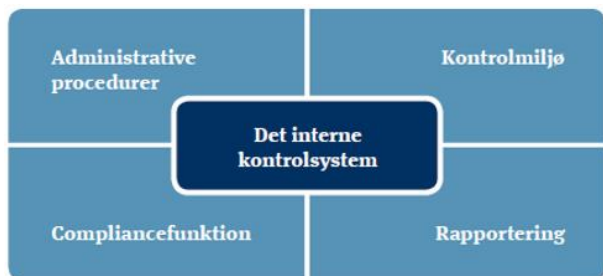 Administrative
procedurer
Kontrolmiljø
Det interne
kontrolsystem
Compliancefunktion
Rapportering